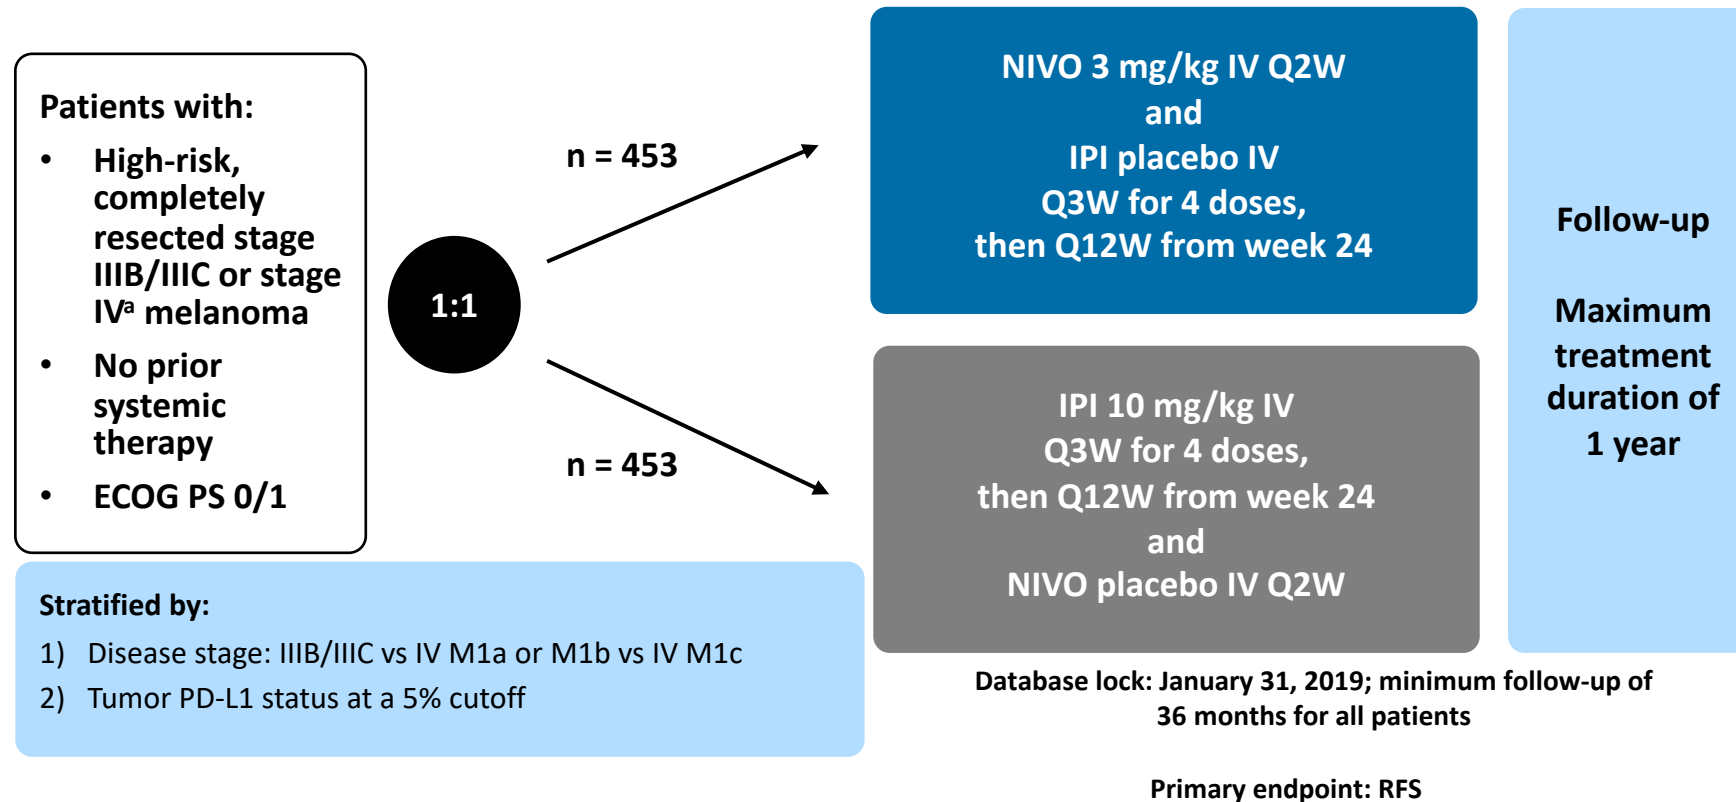 Patients with:
• High-risk,
completely
resected stage
IIIB/IIIC or stage
IVᵃ melanoma
• No prior
systemic
therapy
• ECOG PS 0/1
Stratified by:
1) Disease stage: IIIB/IIIC vs IV M1a or M1b vs IV M1c
2) Tumor PD-L1 status at a 5% cutoff
1:1
n = 453
n = 453
NIVO 3 mg/kg IV Q2W
and
IPI placebo IV
Q3W for 4 doses,
then Q12W from week 24
IPI 10 mg/kg IV
Q3W for 4 doses,
then Q12W from week 24
and
NIVO placebo IV Q2W
Follow-up
Maximum
treatment
duration of
1 year
Database lock: January 31, 2019; minimum follow-up of
36 months for all patients
Primary endpoint: RFS